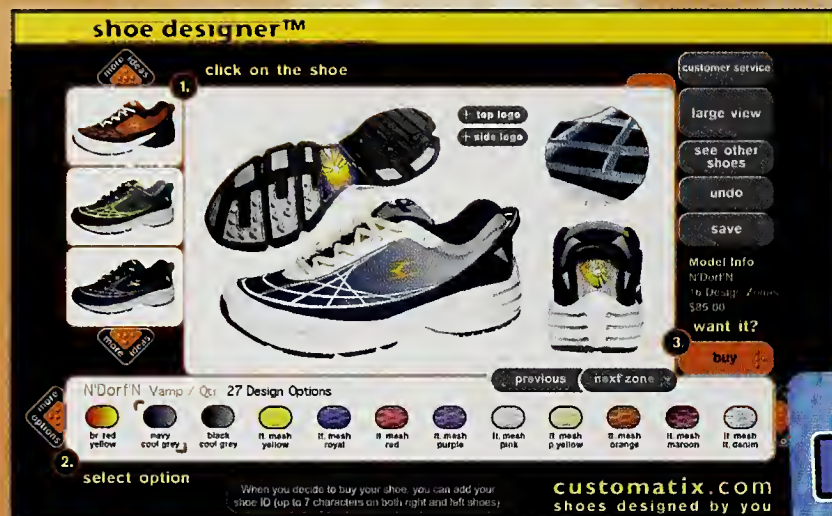 shoe designer™
more ideas
1.
click on the shoe
customer service
+ top logo
+ side logo
large view
see other
shoes
undo
save
Model Info
N'Dorf'N
16 Design Zones
$85.00
want it?
3.
buy
more ideas
previous
next zone
N'Dorf'N Vamp / Qtr 27 Design Options
more options
br red
yellow
navy
cool grey
black
cool grey
lt. mesh
yellow
lt. mesh
royal
lt. mesh
red
lt. mesh
purple
lt. mesh
pink
lt. mesh
p.yellow
lt. mesh
orange
lt. mesh
maroon
lt. mesh
lt. denim
2.
select option
When you decide to buy your shoe, you can add your
shoe ID (up to 7 characters on both right and left shoes)
customatix.com
shoes designed by you